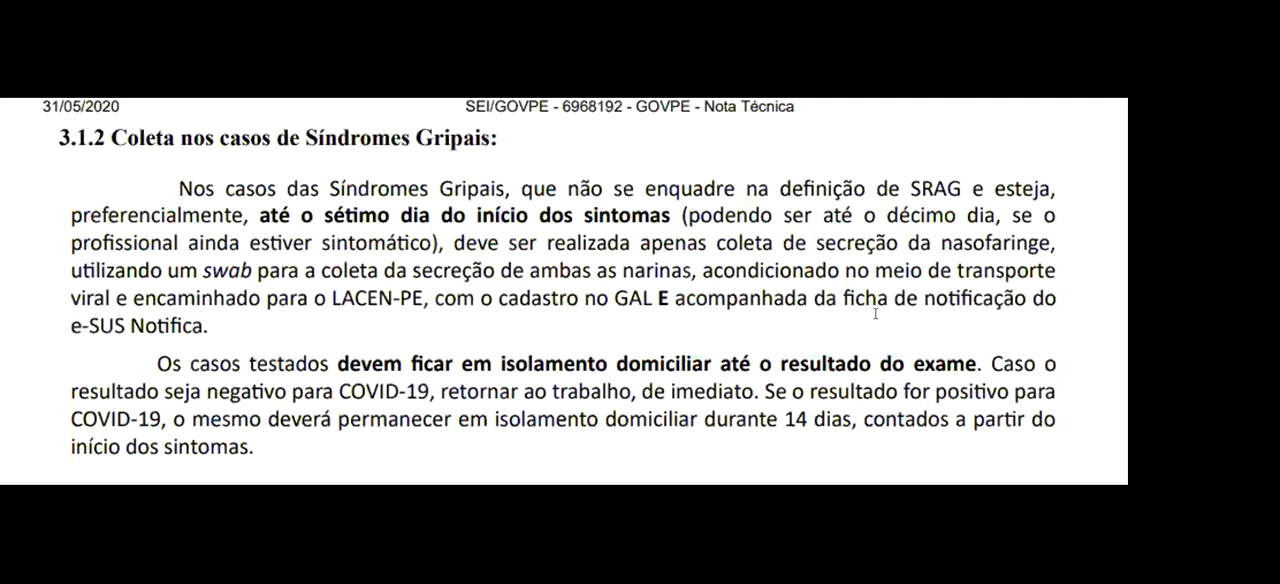 31/05/2020 SEI/GOVPE - 6968192 - GOVPE - Nota Técnica
3.1.2 Coleta nos casos de Síndromes Gripais:
Nos casos das Síndromes Gripais, que não se enquadre na definição de SRAG e esteja,
preferencialmente, até o sétimo dia do início dos sintomas (podendo ser até o décimo dia, se o
profissional ainda estiver sintomático), deve ser realizada apenas coleta de secreção da nasofaringe,
utilizando um swab para a coleta da secreção de ambas as narinas, acondicionado no meio de transporte
viral e encaminhado para o LACEN-PE, com o cadastro no GAL E acompanhada da ficha de notificação do
e-SUS Notifica.
Os casos testados devem ficar em isolamento domiciliar até o resultado do exame. Caso o
resultado seja negativo para COVID-19, retornar ao trabalho, de imediato. Se o resultado for positivo para
COVID-19, o mesmo deverá permanecer em isolamento domiciliar durante 14 dias, contados a partir do
início dos sintomas.